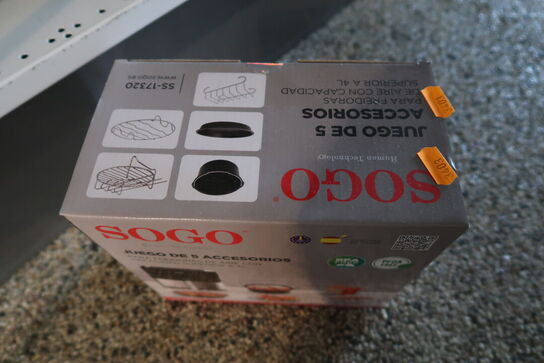 SOGO
Human Technology
JUEGO DE 5
ACCESORIOS
PARA FREIDORAS
DE AIRE CON CAPACIDAD
SUPERIOR A 4L
SS-17320
www.sogo.es
SOGO
JUEGO DE 5 ACCESORIOS